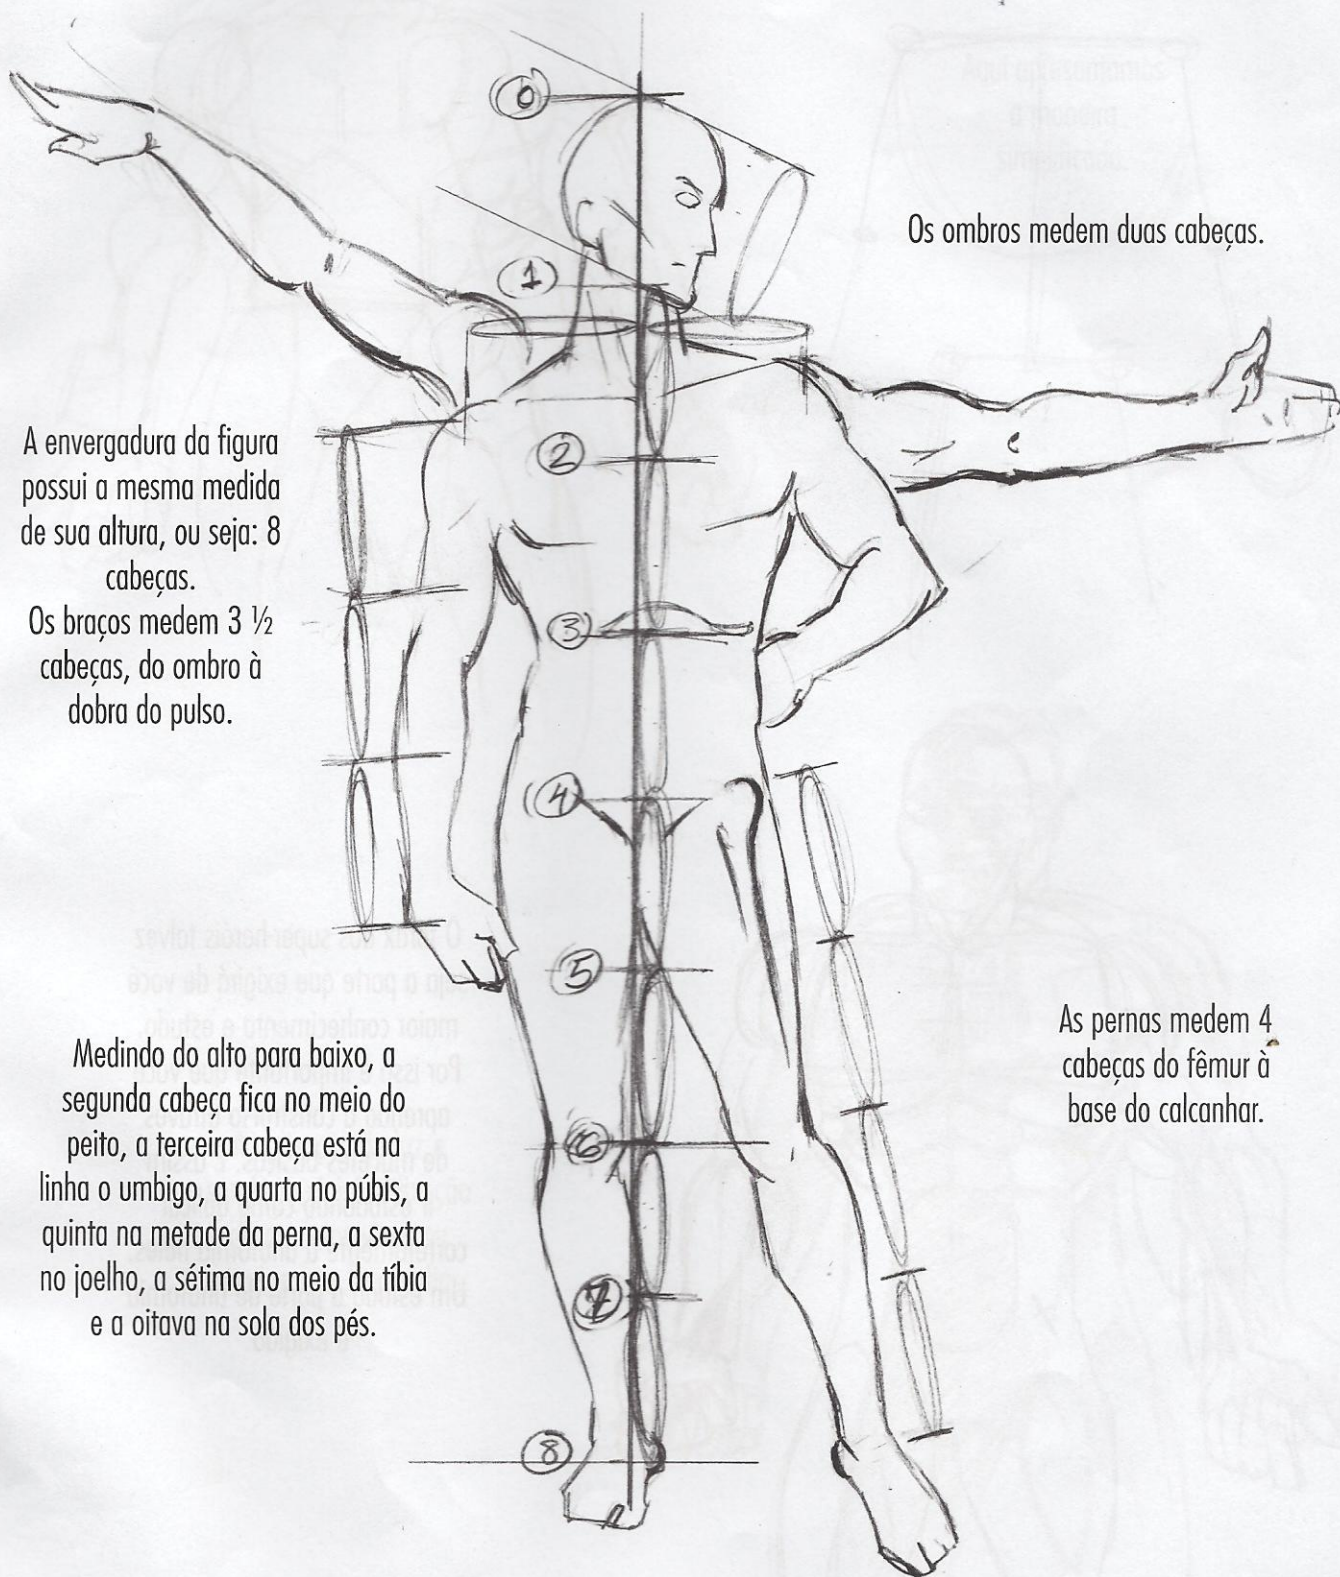 0
1
Os ombros medem duas cabeças.
A envergadura da figura
possui a mesma medida
de sua altura, ou seja: 8
cabeças.
Os braços medem 3 ½
cabeças, do ombro à
dobra do pulso.
2
3
4
5
As pernas medem 4
cabeças do fêmur à
base do calcanhar.
Medindo do alto para baixo, a
segunda cabeça fica no meio do
peito, a terceira cabeça está na
linha o umbigo, a quarta no púbis, a
quinta na metade da perna, a sexta
no joelho, a sétima no meio da tíbia
e a oitava na sola dos pés.
6
7
8